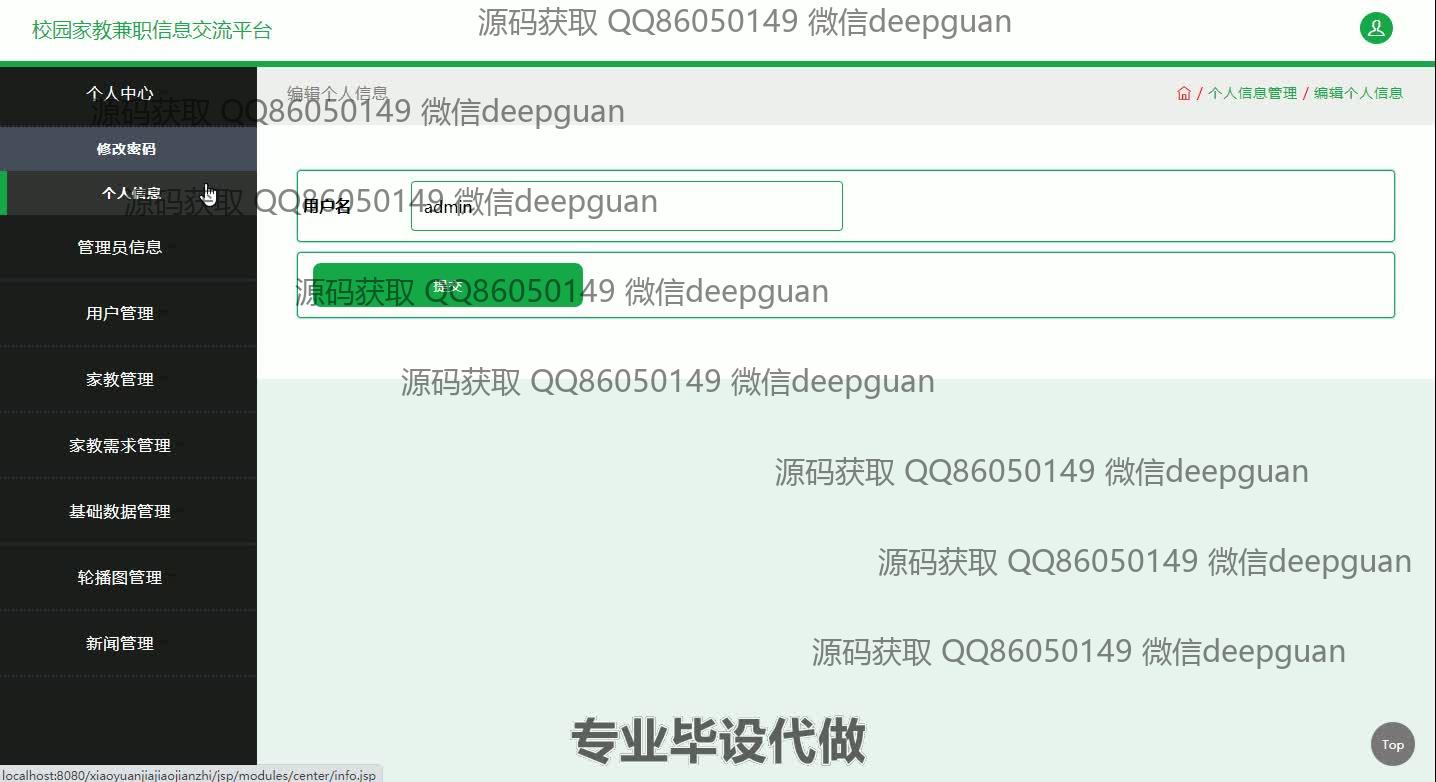 校园家教兼职信息交流平台
源码获取 QQ86050149 微信deepguan
个人中心
编辑个人信息
/ 个人信息管理 / 编辑个人信息
源码获取 QQ86050149 微信deepguan
修改密码
个人信息
源码获取 QQ86050149 微信deepguan
用户名
admin
管理员信息
提交
源码获取 QQ86050149 微信deepguan
用户管理
家教管理
源码获取 QQ86050149 微信deepguan
家教需求管理
源码获取 QQ86050149 微信deepguan
基础数据管理
源码获取 QQ86050149 微信deepguan
轮播图管理
新闻管理
源码获取 QQ86050149 微信deepguan
专业毕设代做
Top
localhost:8080/xiaoyuanjiajiaojianzhi/jsp/modules/center/info.jsp